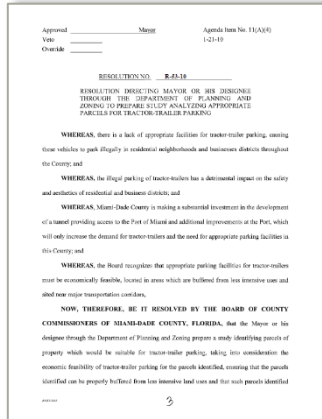 Approved Mayor Agenda Item No. 11(A)(4)
Veto 1-21-10
Override
RESOLUTION NO. R-53-10
RESOLUTION DIRECTING MAYOR OR HIS DESIGNEE
THROUGH THE DEPARTMENT OF PLANNING AND
ZONING TO PREPARE STUDY ANALYZING APPROPRIATE
PARCELS FOR TRACTOR-TRAILER PARKING
WHEREAS, there is a lack of appropriate facilities for tractor-trailer parking, causing
these vehicles to park illegally in residential neighborhoods and businesses districts throughout
the County; and
WHEREAS, the illegal parking of tractor-trailers has a detrimental impact on the safety
and aesthetics of residential and business districts; and
WHEREAS, Miami-Dade County is making a substantial investment in the development
of a tunnel providing access to the Port of Miami and additional improvements at the Port, which
will only increase the demand for tractor-trailers and the need for appropriate parking facilities in
this County; and
WHEREAS, the Board recognizes that appropriate parking facilities for tractor-trailers
must be economically feasible, located in areas which are buffered from less intensive uses and
sited near major transportation corridors,
NOW, THEREFORE, BE IT RESOLVED BY THE BOARD OF COUNTY
COMMISSIONERS OF MIAMI-DADE COUNTY, FLORIDA, that the Mayor or his
designee through the Department of Planning and Zoning prepare a study identifying parcels of
property which would be suitable for tractor-trailer parking, taking into consideration the
economic feasibility of tractor-trailer parking for the parcels identified, ensuring that the parcels
identified can be properly buffered from less intensive land uses and that such parcels identified
3